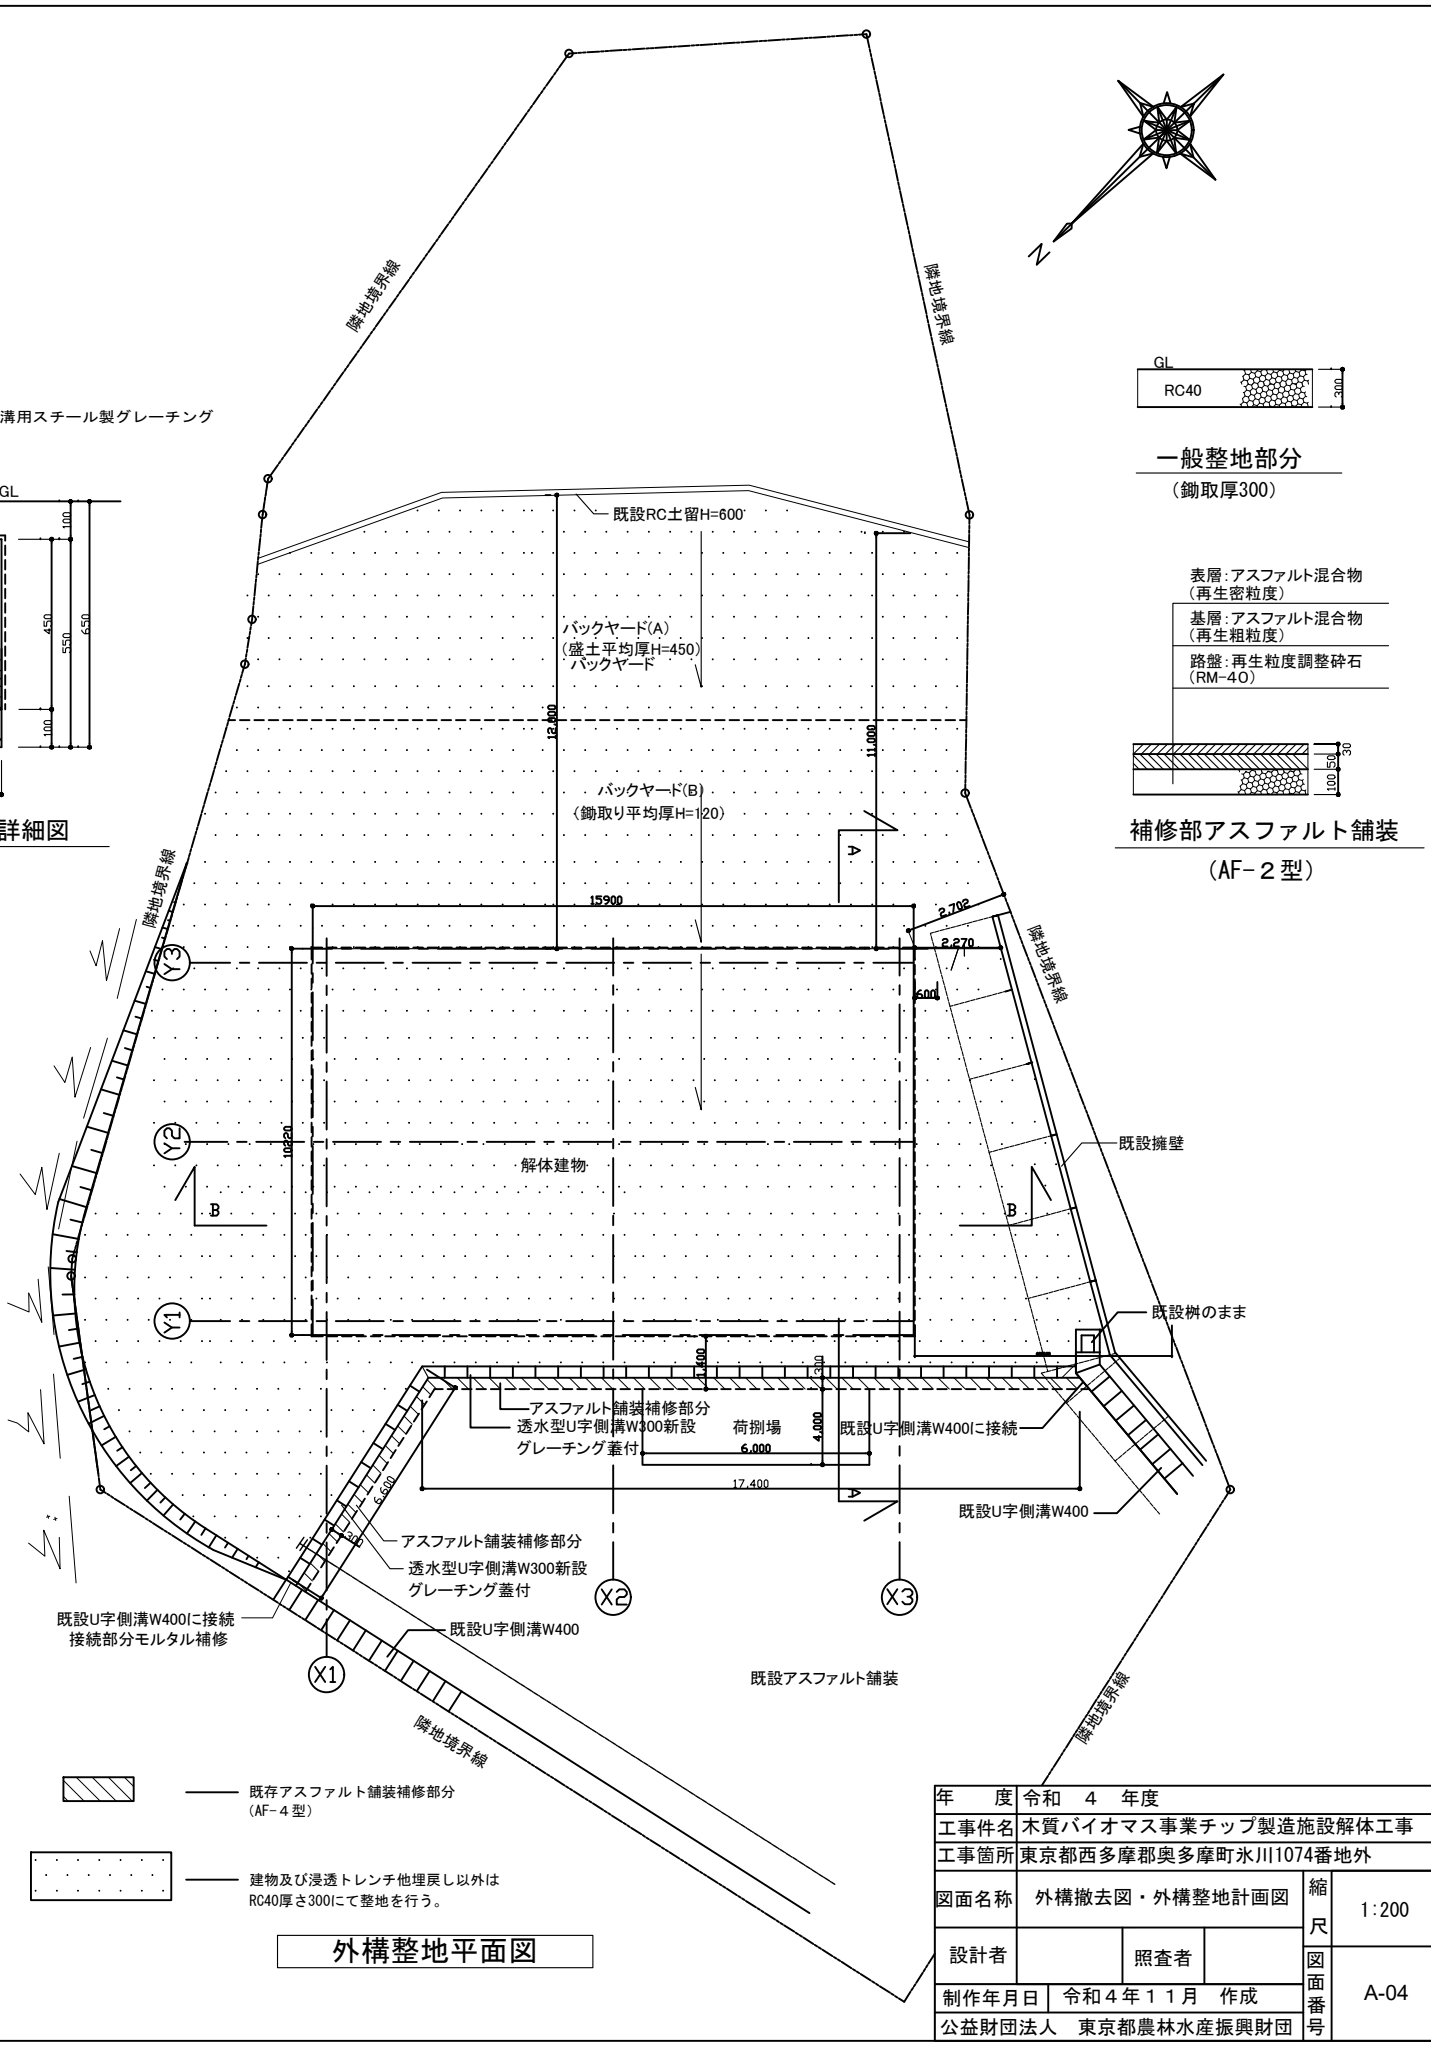 隣地境界線
隣地境界線
N
GL
RC40
300
一般整地部分
(鋤取厚300)
溝用スチール製グレーチング
GL
100
450
550
650
100
詳細図
既設RC土留H=600
バックヤード(A)
(盛土平均厚H=450)
バックヤード
12.000
11.000
バックヤード(B)
(鋤取り平均厚H=120)
表層:アスファルト混合物
(再生密粒度)
基層:アスファルト混合物
(再生粗粒度)
路盤:再生粒度調整砕石
(RM-40)
30
50
100
補修部アスファルト舗装
(AF-２型)
A
隣地境界線
15900
2.702
2.270
600
隣地境界線
Y3
Y2
Y1
10220
解体建物
B
B
既設擁壁
既設桝のまま
1.400
300
アスファルト舗装補修部分
透水型U字側溝W300新設
グレーチング蓋付
荷捌場
4.000
6.000
既設U字側溝W400に接続
17.400
A
既設U字側溝W400
6.600
300
アスファルト舗装補修部分
透水型U字側溝W300新設
グレーチング蓋付
X2
X3
既設U字側溝W400に接続
接続部分モルタル補修
既設U字側溝W400
X1
既設アスファルト舗装
隣地境界線
隣地境界線
既存アスファルト舗装補修部分
(AF-４型)
建物及び浸透トレンチ他埋戻し以外は
RC40厚さ300にて整地を行う。
外構整地平面図
年 度 令和 ４ 年度
工事件名 木質バイオマス事業チップ製造施設解体工事
工事箇所 東京都西多摩郡奥多摩町氷川1074番地外
図面名称 外構撤去図・外構整地計画図 縮尺 1:200
設計者 照査者 図面番号 A-04
制作年月日 令和４年１１月 作成
公益財団法人 東京都農林水産振興財団